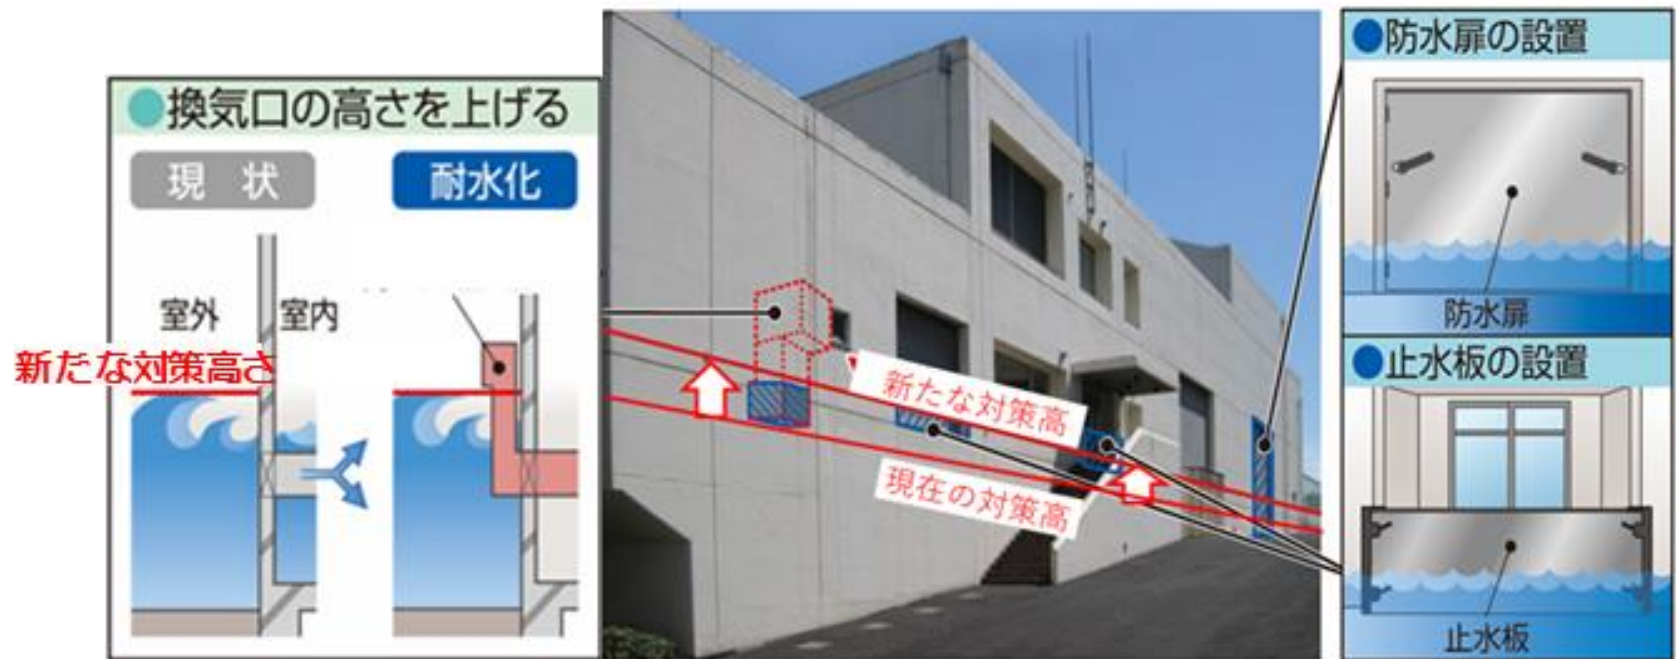 ●換気口の高さを上げる
現 状
耐水化
室外
室内
新たな対策高さ
新たな対策高
現在の対策高
●防水扉の設置
防水扉
●止水板の設置
止水板